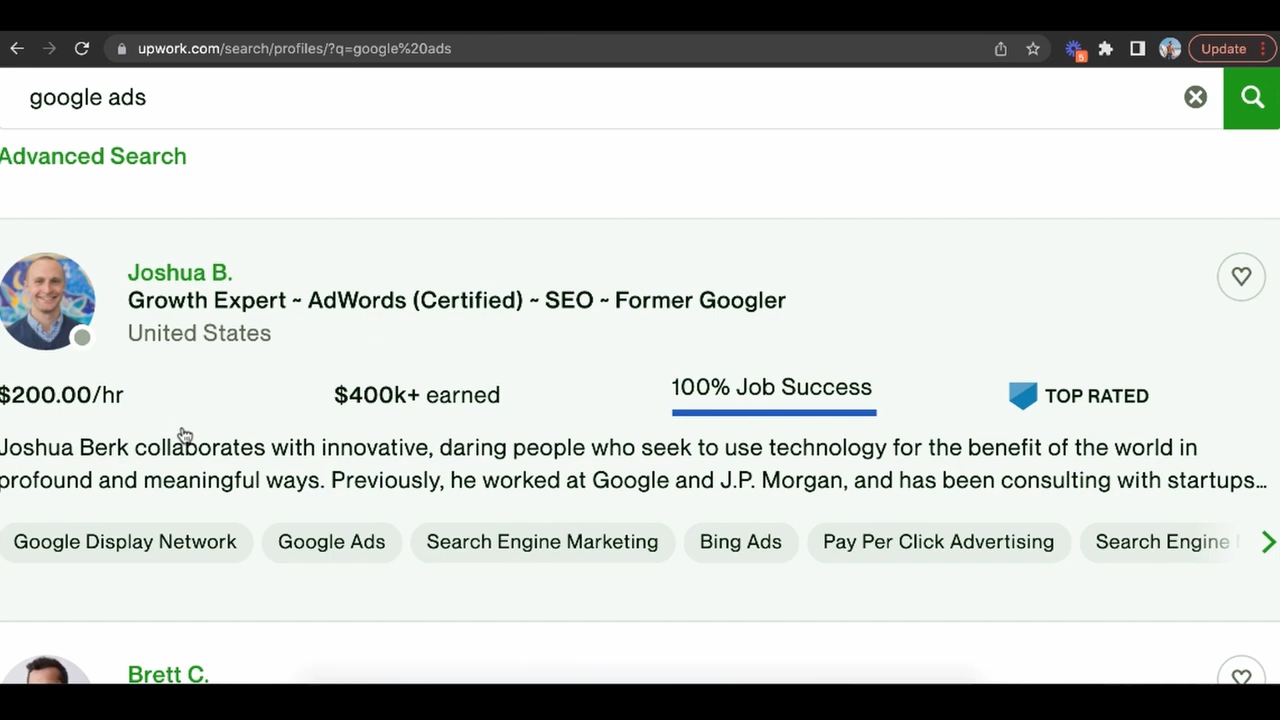 upwork.com/search/profiles/?q=google%20ads
5
Update
google ads
Advanced Search
Joshua B.
Growth Expert ~ AdWords (Certified) ~ SEO ~ Former Googler
United States
$200.00/hr
$400k+ earned
100% Job Success
TOP RATED
Joshua Berk collaborates with innovative, daring people who seek to use technology for the benefit of the world in
profound and meaningful ways. Previously, he worked at Google and J.P. Morgan, and has been consulting with startups...
Google Display Network
Google Ads
Search Engine Marketing
Bing Ads
Pay Per Click Advertising
Search Engine
Brett C.